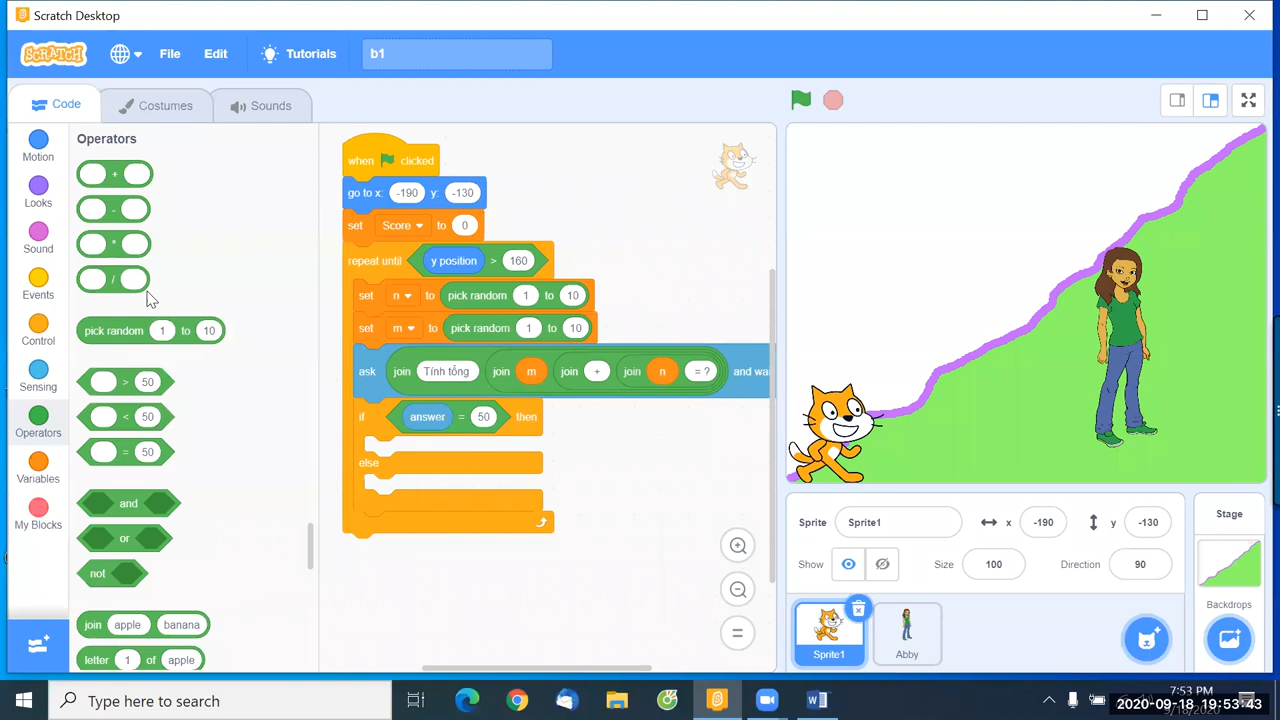 Scratch Desktop
SCRATCH
File
Edit
Tutorials
b1
Code
Costumes
Sounds
Motion
Looks
Sound
Events
Control
Sensing
Operators
Variables
My Blocks
Operators
+
-
*
/
pick random 1 to 10
> 50
< 50
= 50
and
or
not
join apple banana
letter 1 of apple
when clicked
go to x: -190 y: -130
set Score to 0
repeat until y position > 160
set n to pick random 1 to 10
set m to pick random 1 to 10
ask join Tính tổng join m join + join n = ? and wa
if answer = 50 then
else
Sprite Sprite1 x -190 y -130
Show Size 100 Direction 90
Sprite1
Abby
Stage
Backdrops
Type here to search
7:53 PM
2020-09-18 19:53:43